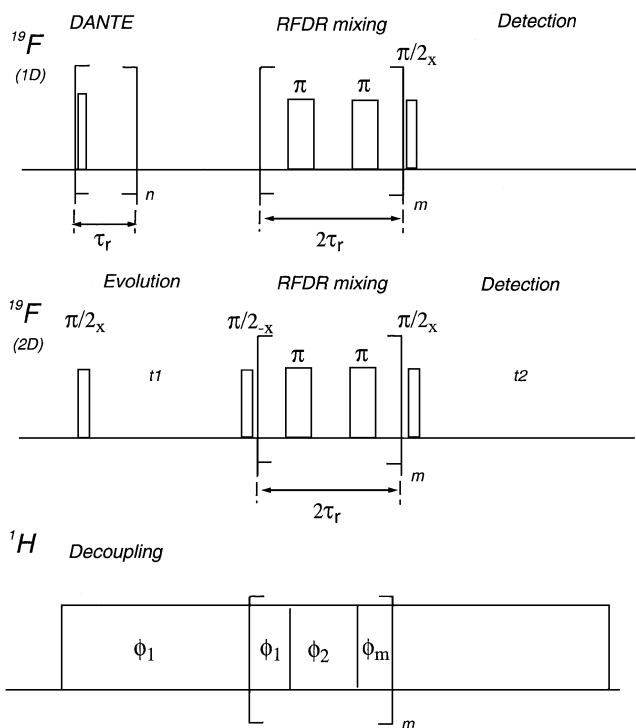 DANTE RFDR mixing Detection
¹⁹F
(1D)
π/2ₓ
π π
n
m
τᵣ
2τᵣ
Evolution RFDR mixing Detection
¹⁹F
(2D)
π/2ₓ π/2₋ₓ π/2ₓ
π π
t1 t2
m
2τᵣ
¹H
Decoupling
ϕ₁ ϕ₁ ϕ₂ ϕₘ
m